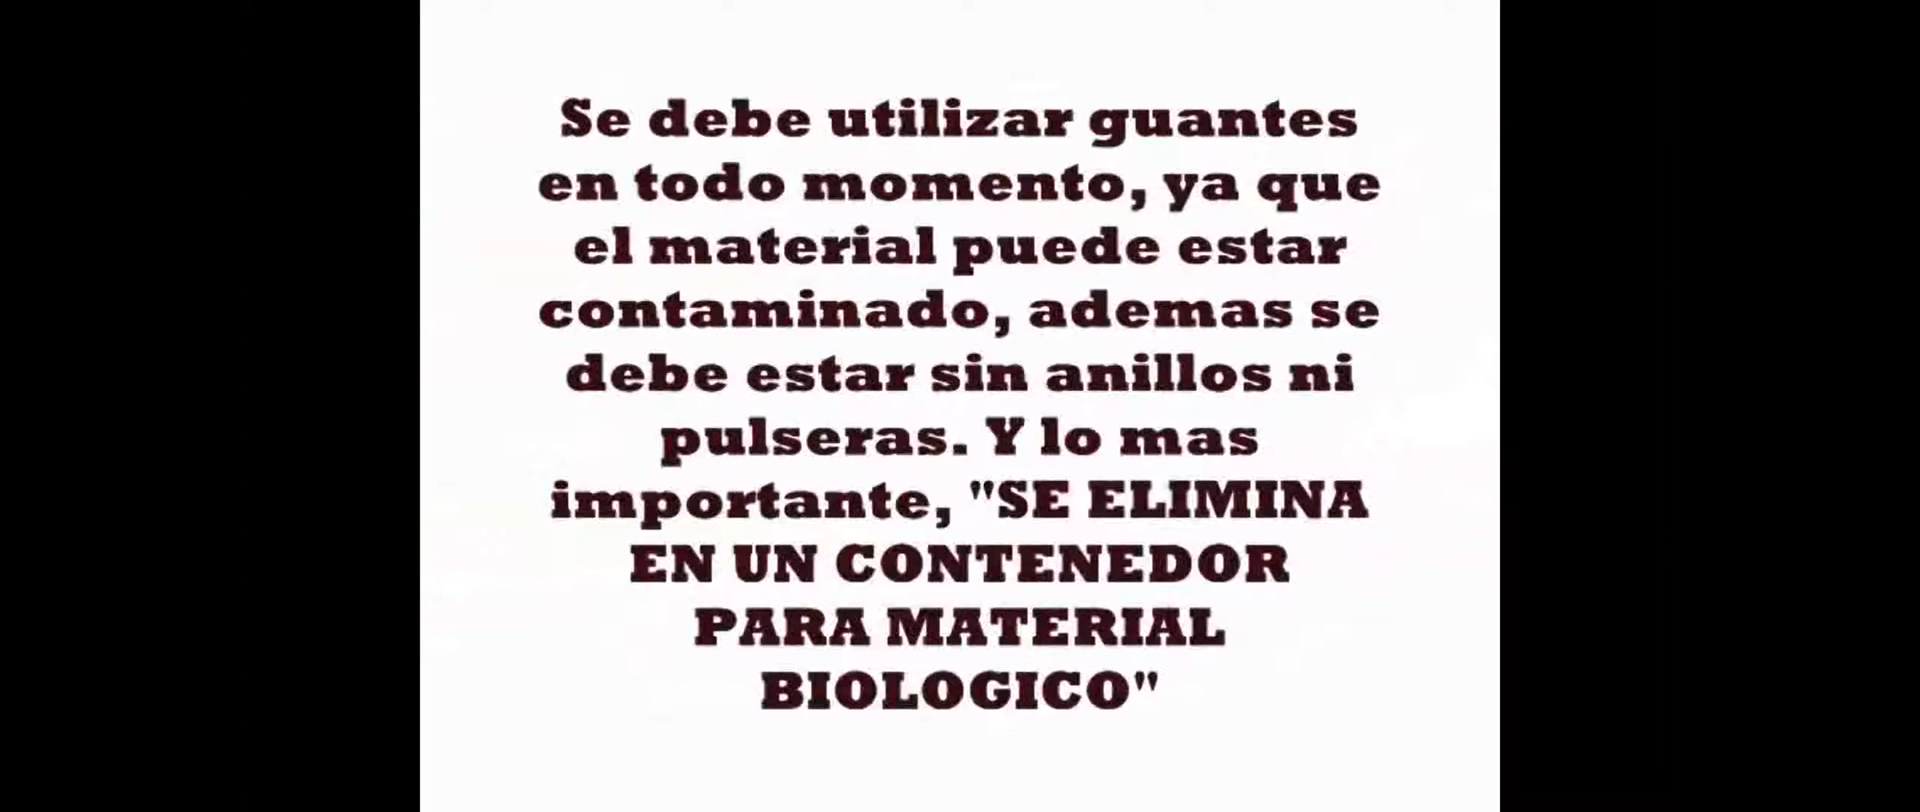 Se debe utilizar guantes
en todo momento, ya que
el material puede estar
contaminado, ademas se
debe estar sin anillos ni
pulseras. Y lo mas
importante, "SE ELIMINA
EN UN CONTENEDOR
PARA MATERIAL
BIOLOGICO"